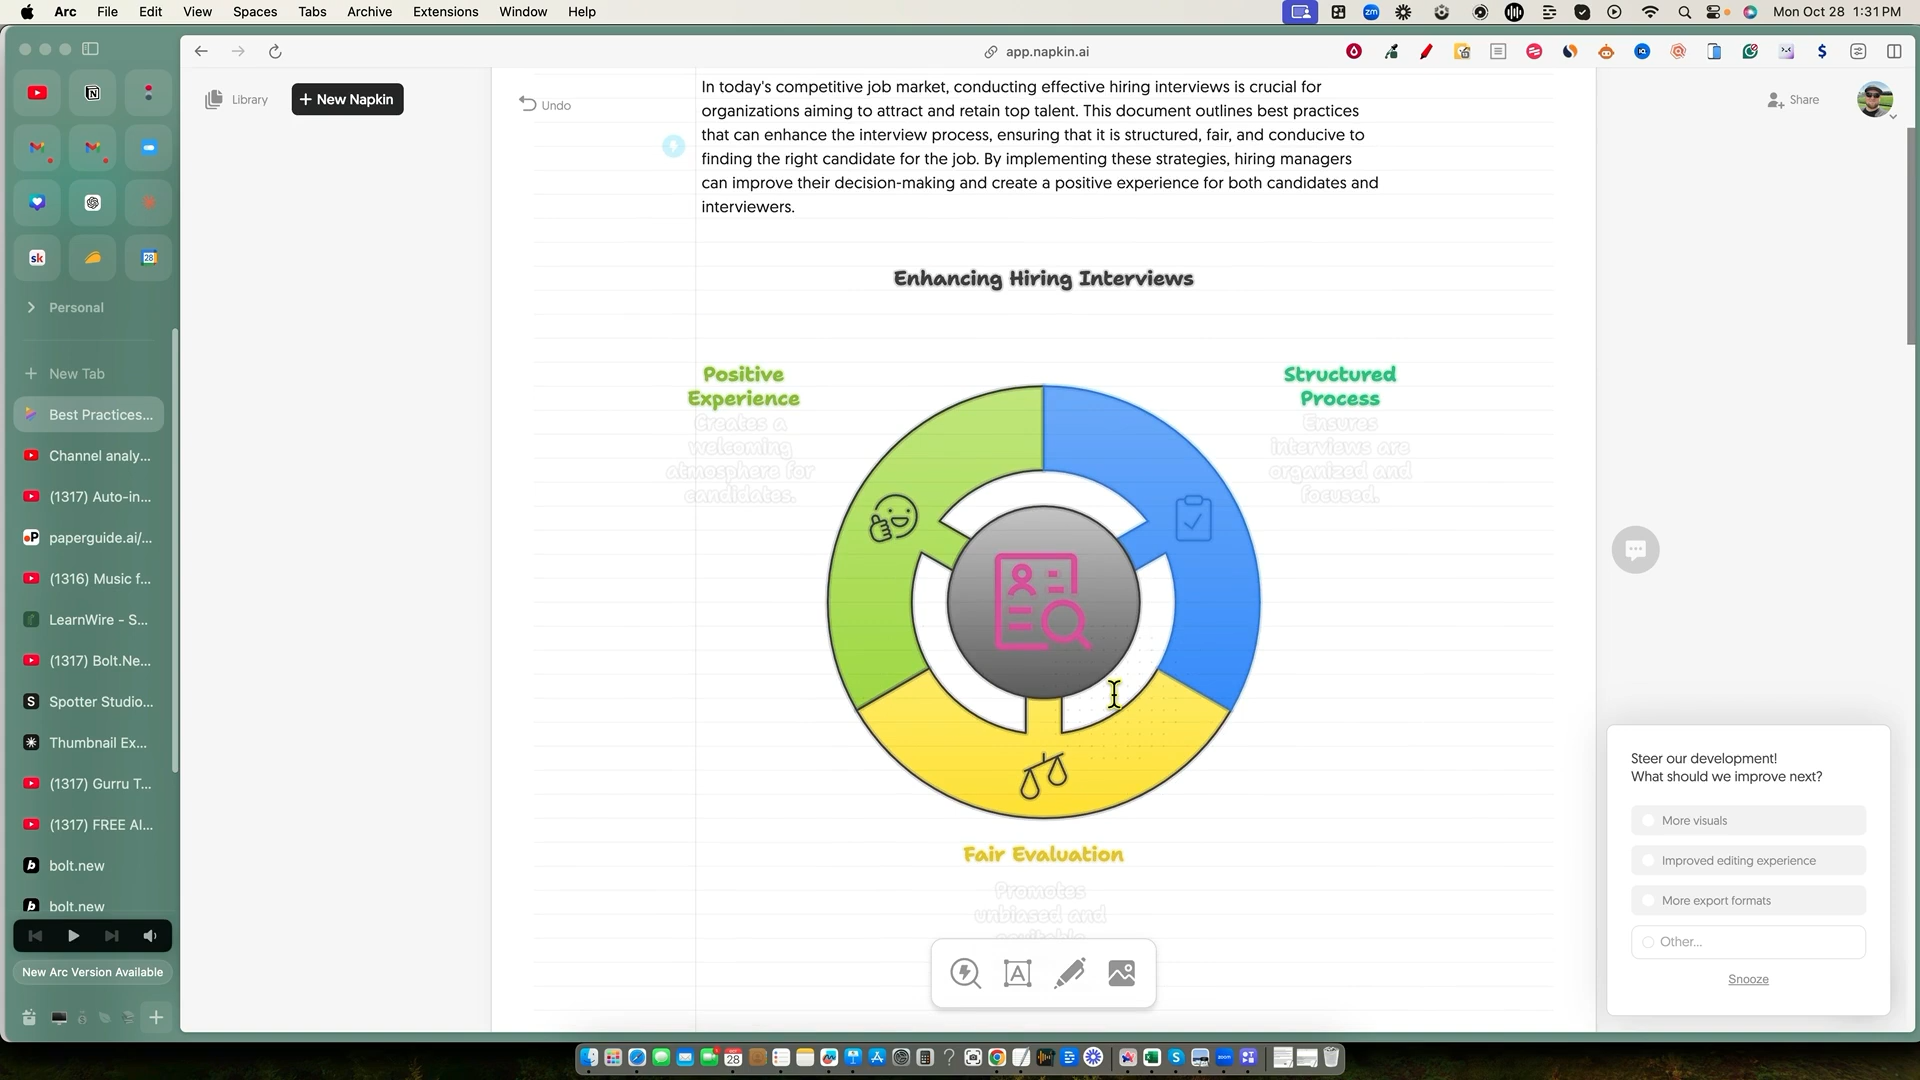 Arc File Edit View Spaces Tabs Archive Extensions Window Help
zm
Mon Oct 28 1:31 PM
app.napkin.ai
Library
+ New Napkin
Undo
Share
In today's competitive job market, conducting effective hiring interviews is crucial for
organizations aiming to attract and retain top talent. This document outlines best practices
that can enhance the interview process, ensuring that it is structured, fair, and conducive to
finding the right candidate for the job. By implementing these strategies, hiring managers
can improve their decision-making and create a positive experience for both candidates and
interviewers.
sk
28
Personal
New Tab
Best Practices...
Channel analy...
(1317) Auto-in...
paperguide.ai/...
(1316) Music f...
LearnWire - S...
(1317) Bolt.Ne...
Spotter Studio...
Thumbnail Ex...
(1317) Gurru T...
(1317) FREE AI...
bolt.new
bolt.new
New Arc Version Available
Enhancing Hiring Interviews
Positive
Experience
Creates a
welcoming
atmosphere for
candidates.
Structured
Process
Ensures
interviews are
organized and
focused.
Fair Evaluation
Promotes
unbiased and
equitable
Steer our development!
What should we improve next?
More visuals
Improved editing experience
More export formats
Other...
Snooze